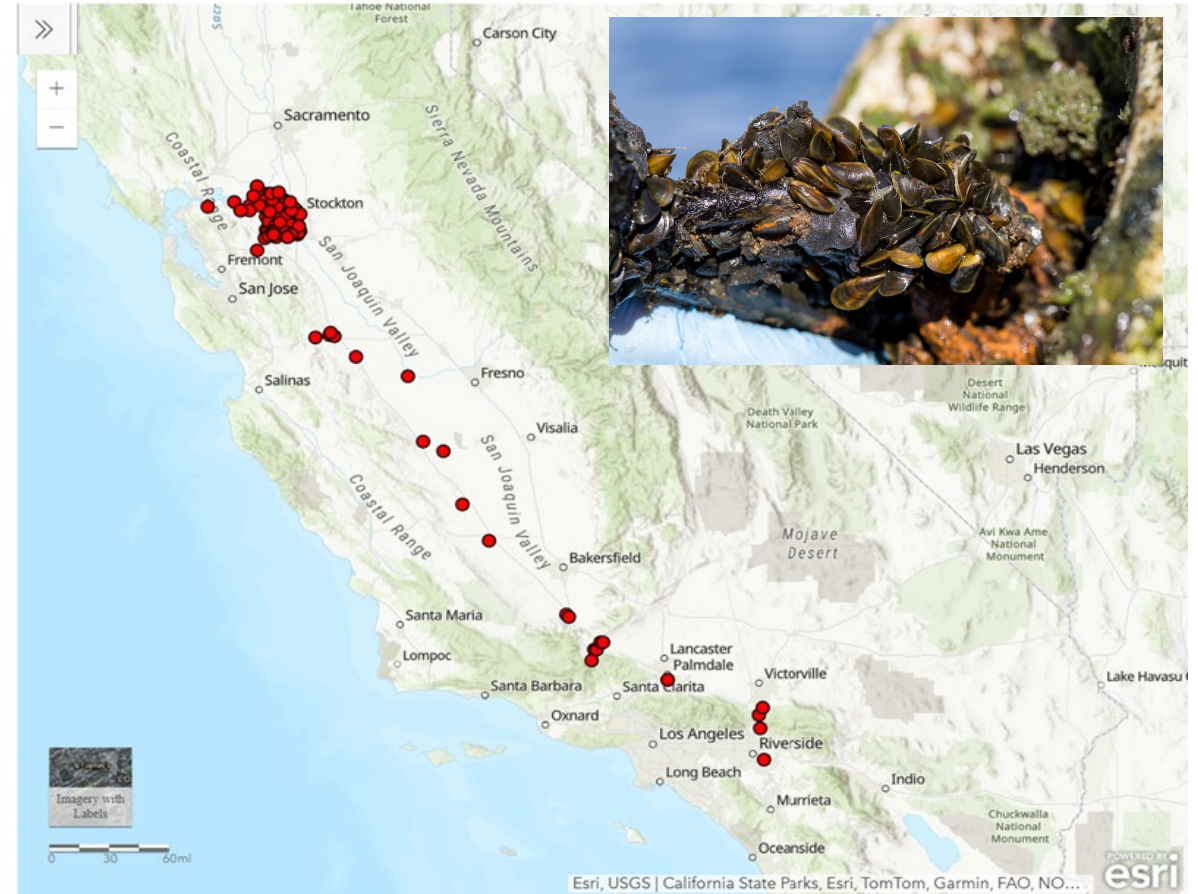 Tahoe National
Forest
Sacr
Carson City
Sacramento
Sierra Nevada Mountains
Coastal Range
Stockton
San Joaquin Valley
Fremont
San Jose
Salinas
Fresno
Visalia
San Joaquin Valley
Coastal Range
Death Valley
National Park
Desert
National
Wildlife Range
Las Vegas
Henderson
Mojave
Desert
Avi Kwa Ame
National
Monument
Bakersfield
Santa Maria
Lompoc
Lancaster
Palmdale
Santa Barbara
Santa Clarita
Victorville
Lake Havasu
Oxnard
Los Angeles
Riverside
Long Beach
Indio
Murrieta
Chuckwalla
National
Monument
Oceanside
Imagery with
Labels
0 30 60mi
Esri, USGS | California State Parks, Esri, TomTom, Garmin, FAO, NO...
POWERED BY
esri